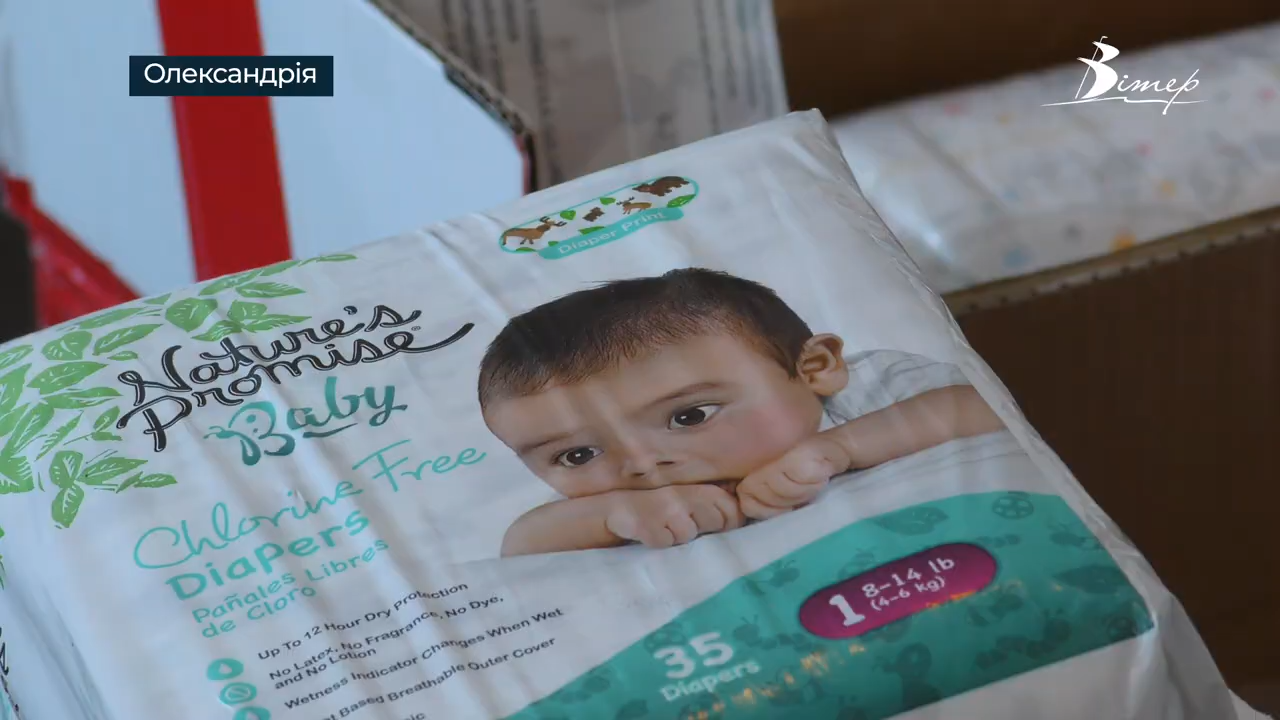 Олександрія
Вітер
Diaper Print
Nature's
Promise
Baby
Chlorine Free
Diapers
Pañales Libres
de Cloro
Up To 12 Hour Dry Protection
No Latex, No Fragrance, No Dye,
and No Lotion
Wetness Indicator Changes When Wet
Based Breathable Outer Cover
1 8-14 lb
(4-6 kg)
35
Diapers